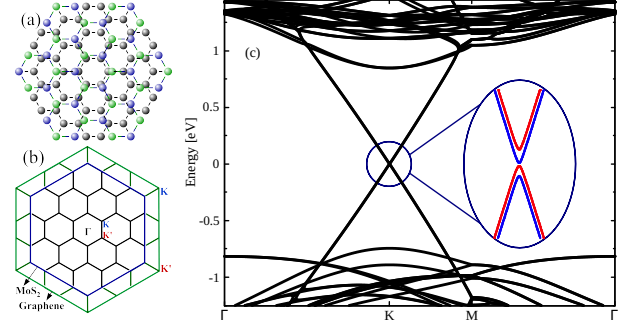 (a)
(b)
K
Γ
K
K'
K'
MoS2
Graphene
(c)
Energy [eV]
1
0.5
0
-0.5
-1
Γ
K
M
Γ